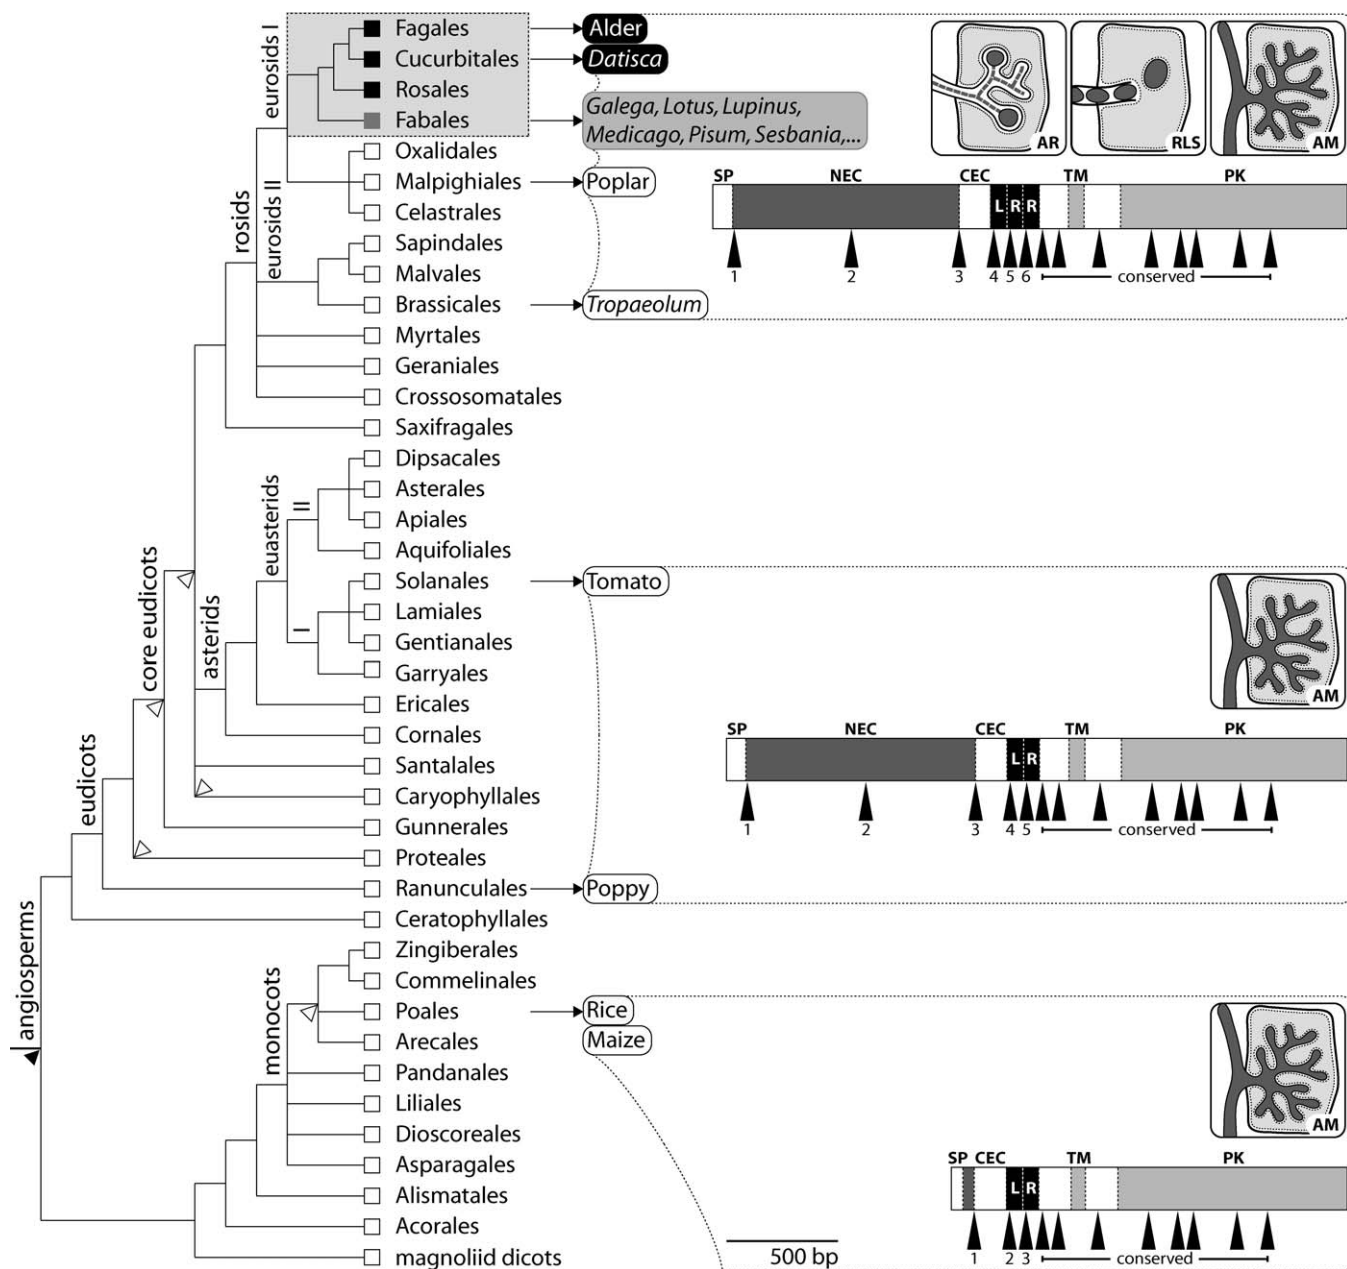 eurosids I
Fagales
Cucurbitales
Rosales
Fabales
Alder
Datisca
Galega, Lotus, Lupinus,
Medicago, Pisum, Sesbania,...
AR
RLS
AM
Oxalidales
Malpighiales
Poplar
Celastrales
rosids
eurosids II
Sapindales
Malvales
Brassicales
Tropaeolum
SP NEC CEC TM PK
L R R
1 2 3 4 5 6 conserved
Myrtales
Geraniales
Crossosomatales
Saxifragales
Dipsacales
Asterales
Apiales
Aquifoliales
euasterids
II
I
Solanales
Tomato
Lamiales
Gentianales
Garryales
Ericales
Cornales
asterids
core eudicots
AM
SP NEC CEC TM PK
L R
1 2 3 4 5 conserved
Santalales
Caryophyllales
Gunnerales
Proteales
Ranunculales
Poppy
eudicots
Ceratophyllales
angiosperms
Zingiberales
Commelinales
Poales
Rice
Arecales
Maize
monocots
Pandanales
Liliales
Dioscoreales
Asparagales
Alismatales
Acorales
magnoliid dicots
AM
SP CEC TM PK
L R
1 2 3 conserved
500 bp